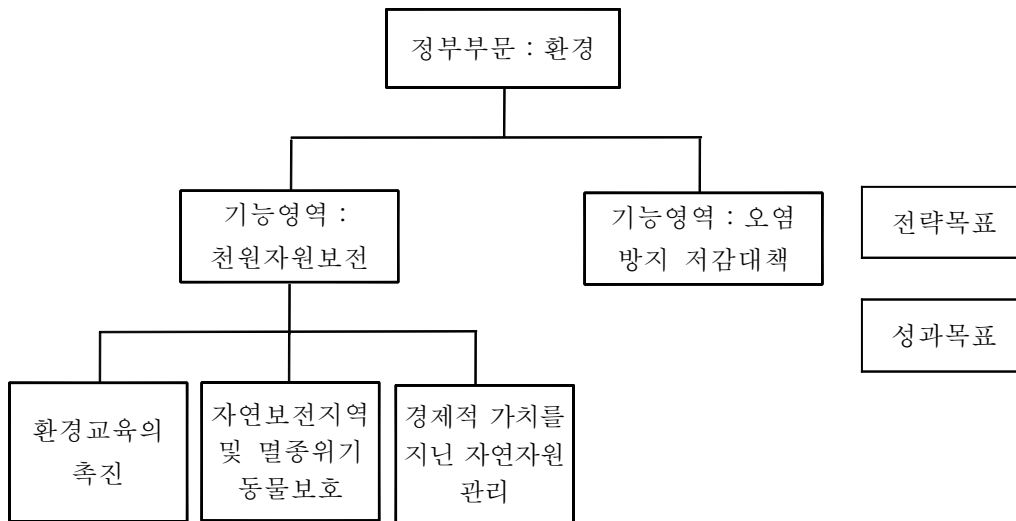 정부부문 : 환경
기능영역 :
천원자원보전
기능영역 : 오염
방지 저감대책
전략목표
성과목표
환경교육의
촉진
자연보전지역
및 멸종위기
동물보호
경제적 가치를
지닌 자연자원
관리